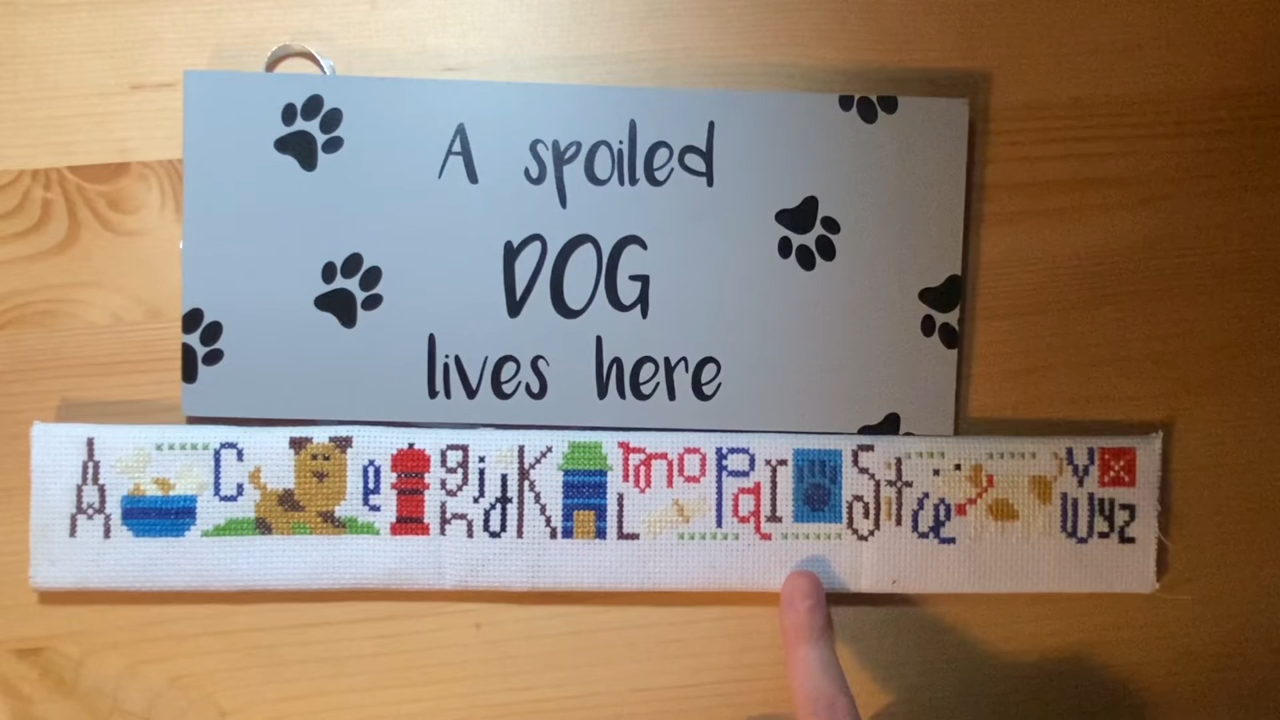 A spoiled
DOG
lives here
A C e g i K m o P r S t V X
h J L q u W y z